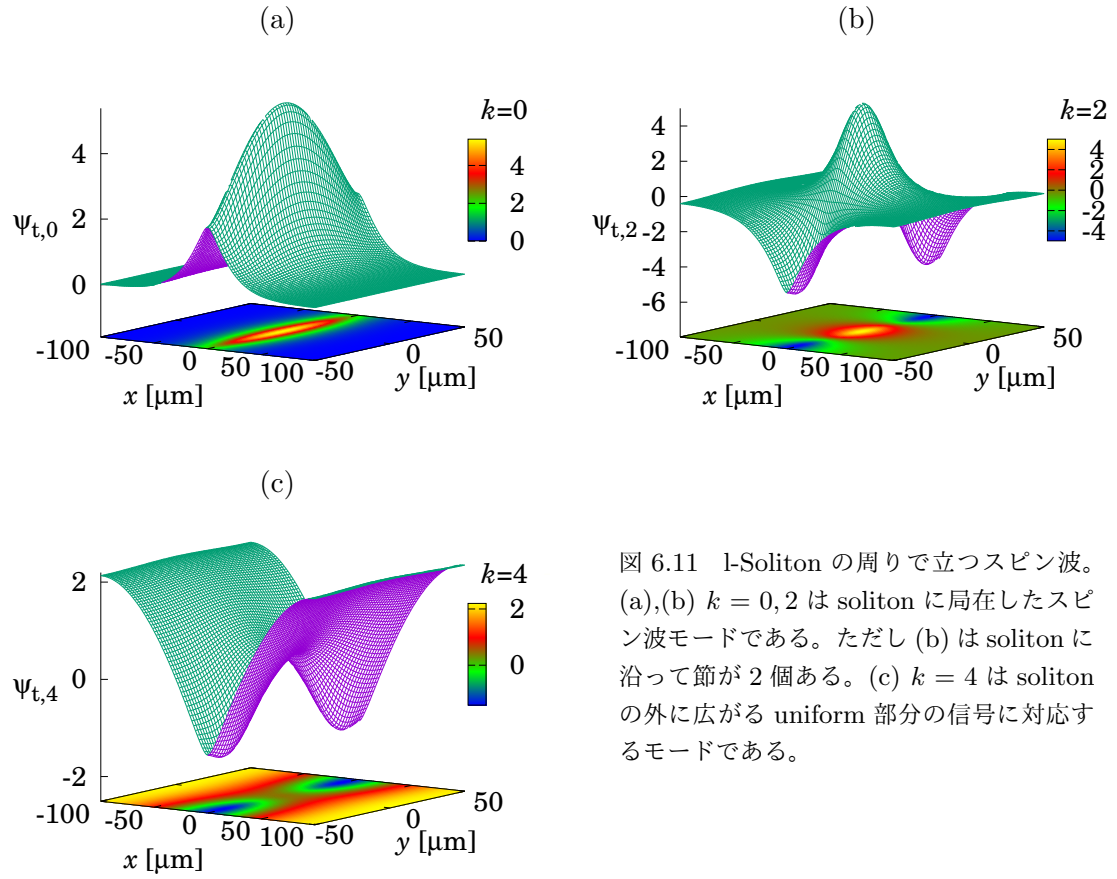 (a)
k=0
4
2
0
Ψt,0
4
2
0
-100
-50
0
50
100
x [μm]
-50
0
50
y [μm]
(b)
k=2
4
2
0
-2
-4
-6
Ψt,2
4
2
0
-2
-4
-100
-50
0
50
100
x [μm]
-50
0
50
y [μm]
(c)
k=4
2
0
-2
Ψt,4
2
0
-100
-50
0
50
100
x [μm]
-50
0
50
y [μm]
図 6.11 l-Soliton の周りで立つスピン波。
(a),(b) k = 0, 2 は soliton に局在したスピ
ン波モードである。ただし (b) は soliton に
沿って節が 2 個ある。(c) k = 4 は soliton
の外に広がる uniform 部分の信号に対応す
るモードである。